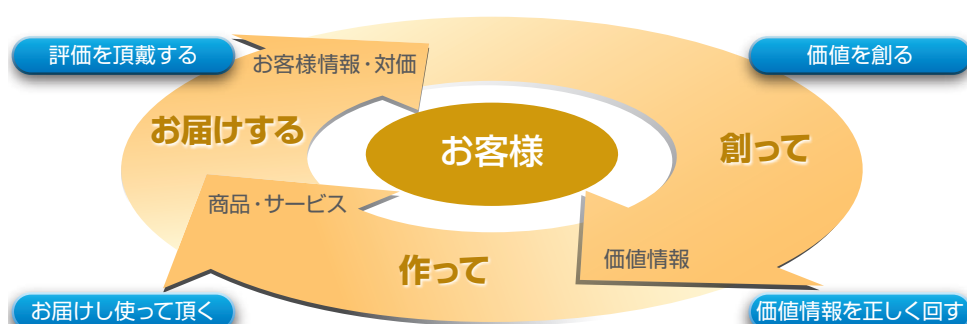 評価を頂戴する
価値を創る
お客様情報・対価
お届けする
お客様
創って
商品・サービス
価値情報
作って
お届けし使って頂く
価値情報を正しく回す